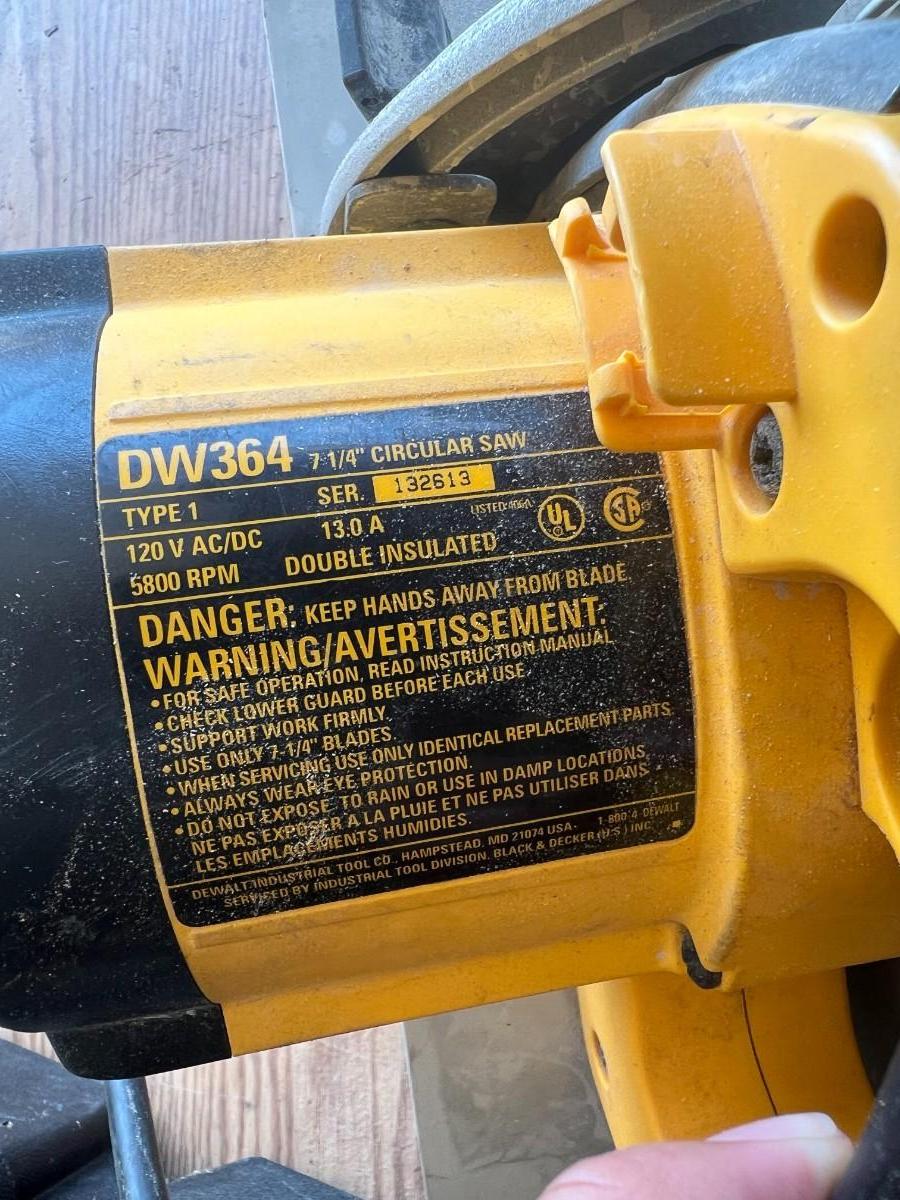 DW364 7 1/4" CIRCULAR SAW
TYPE 1 SER. 132613
120 V AC/DC 13.0 A LISTED UL SA
5800 RPM DOUBLE INSULATED
DANGER: KEEP HANDS AWAY FROM BLADE
WARNING/AVERTISSEMENT:
• FOR SAFE OPERATION, READ INSTRUCTION MANUAL
• CHECK LOWER GUARD BEFORE EACH USE
• SUPPORT WORK FIRMLY.
• USE ONLY 7-1/4" BLADES
• WHEN SERVICING USE ONLY IDENTICAL REPLACEMENT PARTS.
• ALWAYS WEAR EYE PROTECTION.
• DO NOT EXPOSE TO RAIN OR USE IN DAMP LOCATIONS
NE PAS EXPOSER A LA PLUIE ET NE PAS UTILISER DANS
LES EMPLACEMENTS HUMIDIES.
DEWALT INDUSTRIAL TOOL CO., HAMPSTEAD, MD 21074 USA. 1-800-4-DEWALT
SERVICED BY INDUSTRIAL TOOL DIVISION, BLACK & DECKER (U.S.) INC